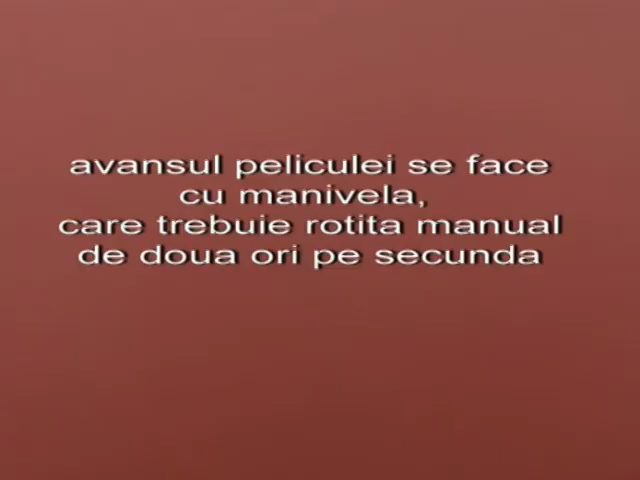 avansul peliculei se face
cu manivela,
care trebuie rotita manual
de doua ori pe secunda